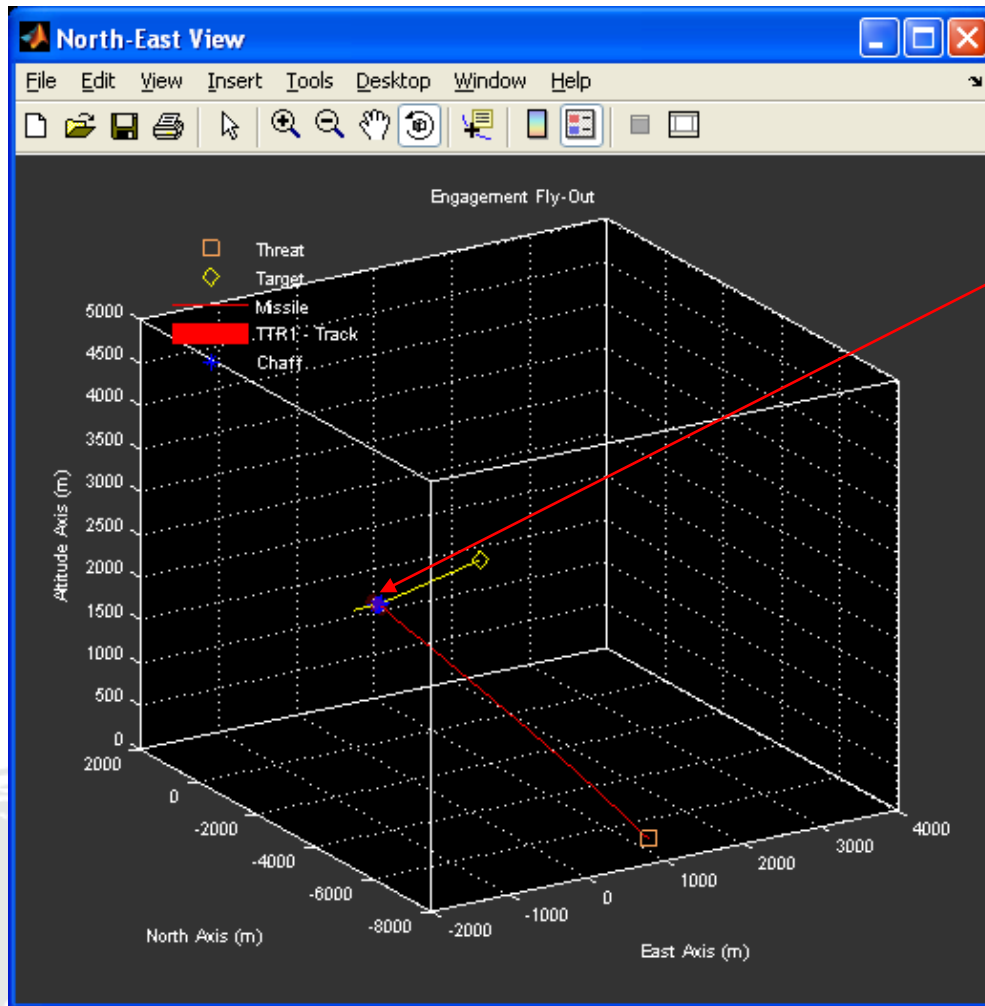 North-East View
File Edit View Insert Tools Desktop Window Help
Engagement Fly-Out
Threat
Target
Missile
TTR1 - Track
Chaff
5000
4500
4000
3500
3000
2500
2000
1500
1000
500
0
Altitude Axis (m)
2000
0
-2000
-4000
-6000
-8000
North Axis (m)
-2000
-1000
0
1000
2000
3000
4000
East Axis (m)